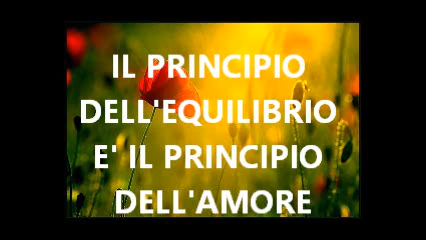 IL PRINCIPIO
DELL'EQUILIBRIO
E' IL PRINCIPIO
DELL'AMORE